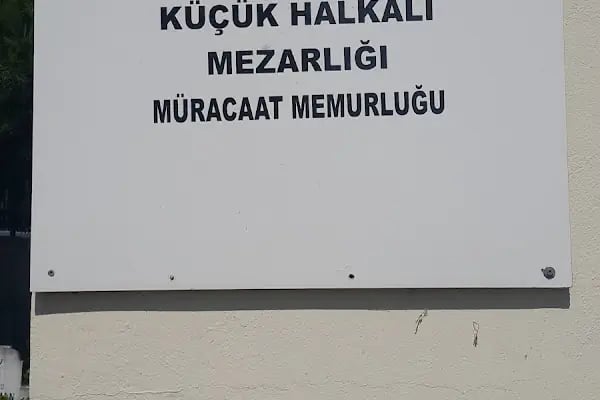 KÜÇÜK HALKALI
MEZARLIĞI
MÜRACAAT MEMURLUĞU